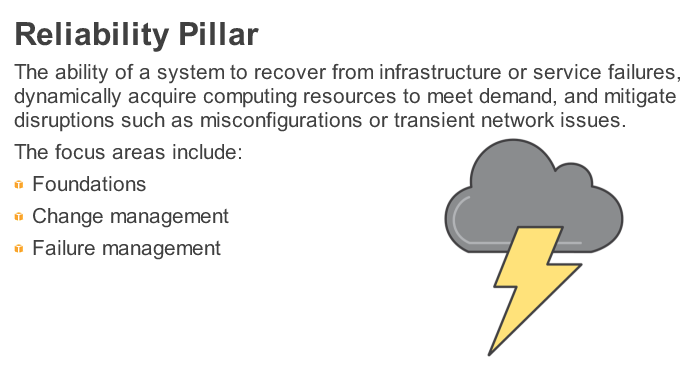 Reliability Pillar
The ability of a system to recover from infrastructure or service failures,
dynamically acquire computing resources to meet demand, and mitigate
disruptions such as misconfigurations or transient network issues.
The focus areas include:
Foundations
Change management
Failure management